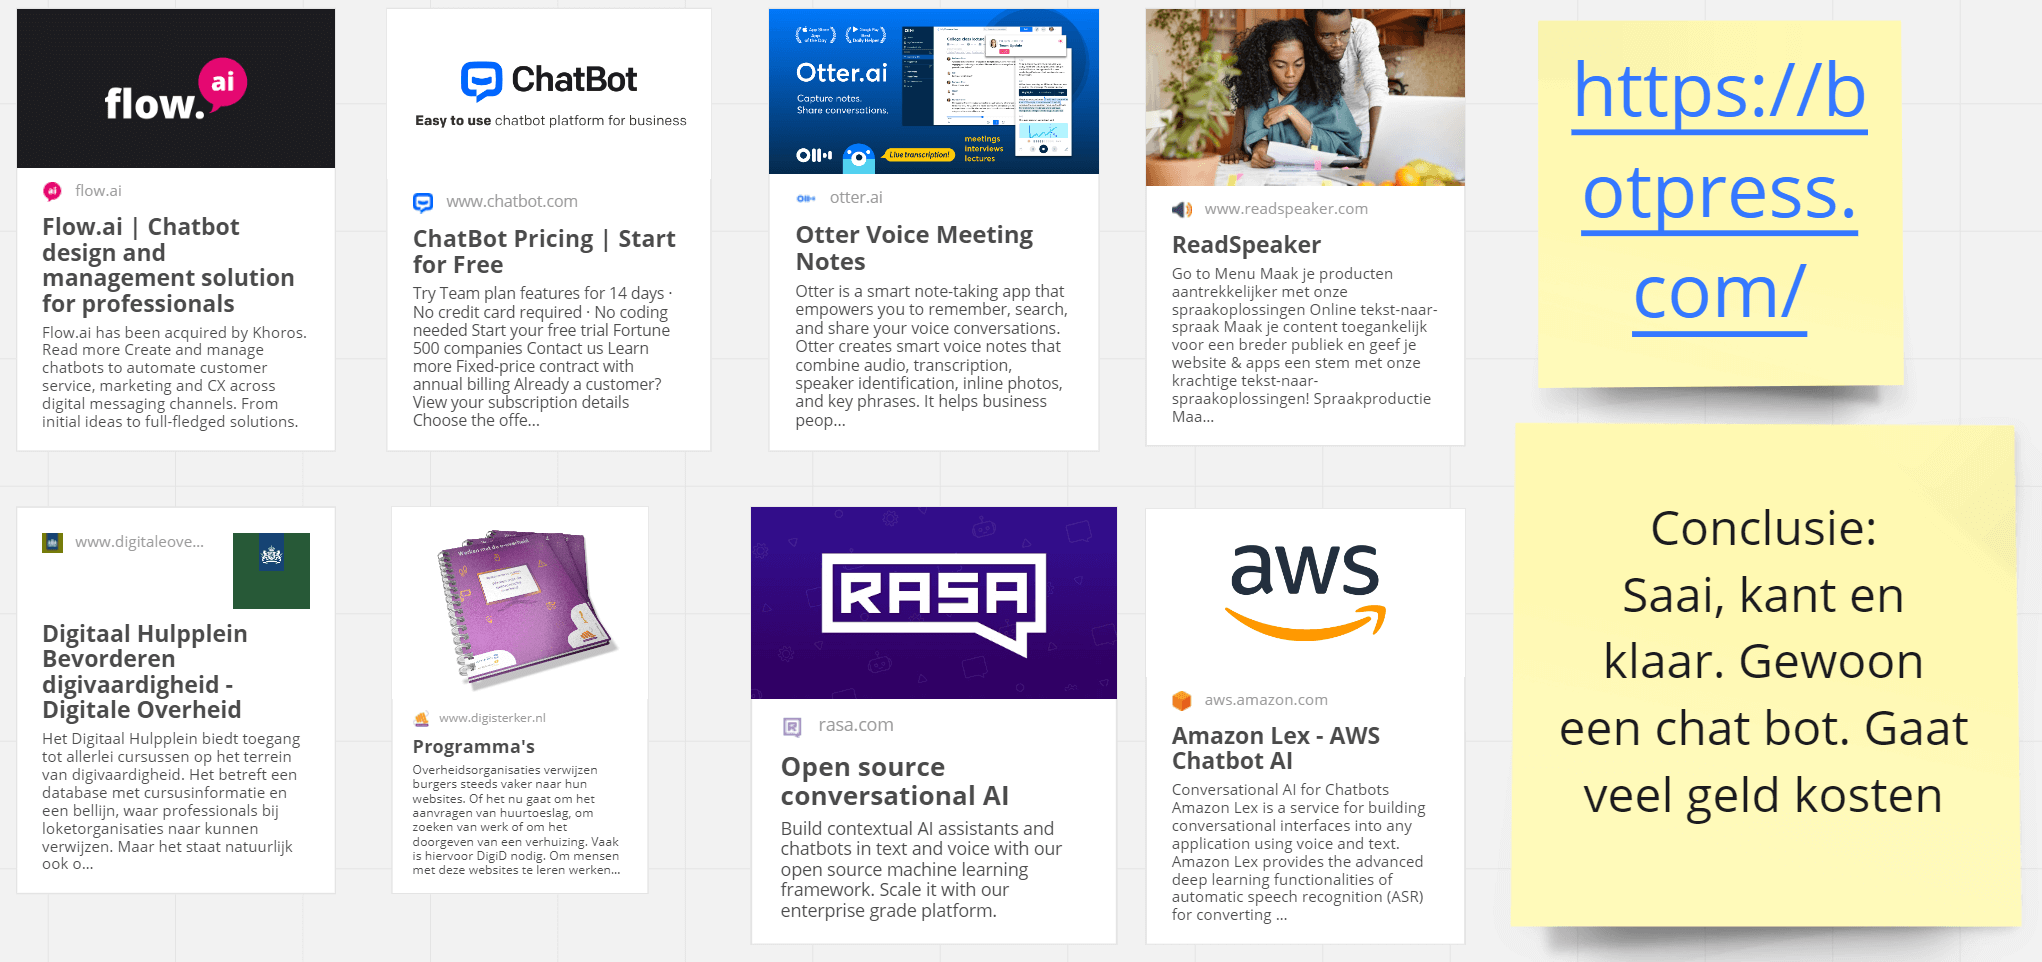 flow.ai
flow.ai
Flow.ai | Chatbot
design and
management solution
for professionals
Flow.ai has been acquired by Khoros.
Read more Create and manage
chatbots to automate customer
service, marketing and CX across
digital messaging channels. From
initial ideas to full-fledged solutions.
ChatBot
Easy to use chatbot platform for business
www.chatbot.com
ChatBot Pricing | Start
for Free
Try Team plan features for 14 days ·
No credit card required · No coding
needed Start your free trial Fortune
500 companies Contact us Learn
more Fixed-price contract with
annual billing Already a customer?
View your subscription details
Choose the offe...
Otter.ai
Capture notes.
Share conversations.
Live transcription!
meetings
interviews
lectures
otter.ai
Otter Voice Meeting
Notes
Otter is a smart note-taking app that
empowers you to remember, search,
and share your voice conversations.
Otter creates smart voice notes that
combine audio, transcription,
speaker identification, inline photos,
and key phrases. It helps business
peop...
www.readspeaker.com
ReadSpeaker
Go to Menu Maak je producten
aantrekkelijker met onze
spraakoplossingen Online tekst-naar-
spraak Maak je content toegankelijk
voor een breder publiek en geef je
website & apps een stem met onze
krachtige tekst-naar-
spraakoplossingen! Spraakproductie
Maa...
https://b
otpress.
com/
www.digitaleove...
Digitaal Hulpplein
Bevorderen
digivaardigheid -
Digitale Overheid
Het Digitaal Hulpplein biedt toegang
tot allerlei cursussen op het terrein
van digivaardigheid. Het betreft een
database met cursusinformatie en
een bellijn, waar professionals bij
loketorganisaties naar kunnen
verwijzen. Maar het staat natuurlijk
ook o...
www.digisterker.nl
Programma's
Overheidsorganisaties verwijzen
burgers steeds vaker naar hun
websites. Of het nu gaat om het
aanvragen van huurtoeslag, om
zoeken van werk of om het
doorgeven van een verhuizing. Vaak
is hiervoor DigiD nodig. Om mensen
met deze websites te leren werken...
RASA
rasa.com
Open source
conversational AI
Build contextual AI assistants and
chatbots in text and voice with our
open source machine learning
framework. Scale it with our
enterprise grade platform.
aws
aws.amazon.com
Amazon Lex - AWS
Chatbot AI
Conversational AI for Chatbots
Amazon Lex is a service for building
conversational interfaces into any
application using voice and text.
Amazon Lex provides the advanced
deep learning functionalities of
automatic speech recognition (ASR)
for converting ...
Conclusie:
Saai, kant en
klaar. Gewoon
een chat bot. Gaat
veel geld kosten